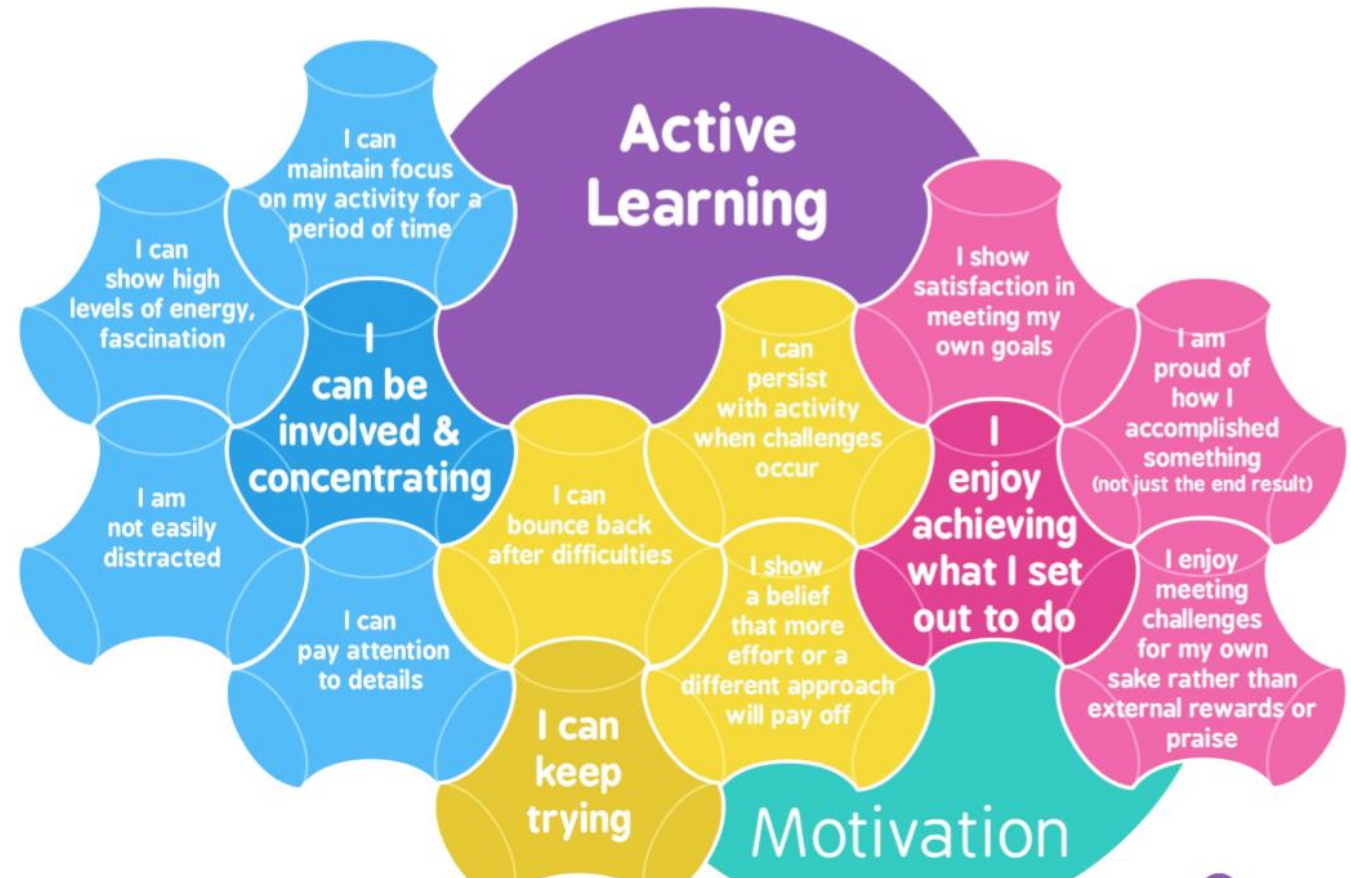 Active
Learning
I can
maintain focus
on my activity for a
period of time
I can
show high
levels of energy,
fascination
I
can be
involved &
concentrating
I am
not easily
distracted
I can
pay attention
to details
I can
bounce back
after difficulties
I can
persist
with activity
when challenges
occur
I show
a belief
that more
effort or a
different approach
will pay off
I can
keep
trying
I show
satisfaction in
meeting my
own goals
I am
proud of
how I
accomplished
something
(not just the end result)
I
enjoy
achieving
what I set
out to do
I enjoy
meeting
challenges
for my own
sake rather than
external rewards or
praise
Motivation